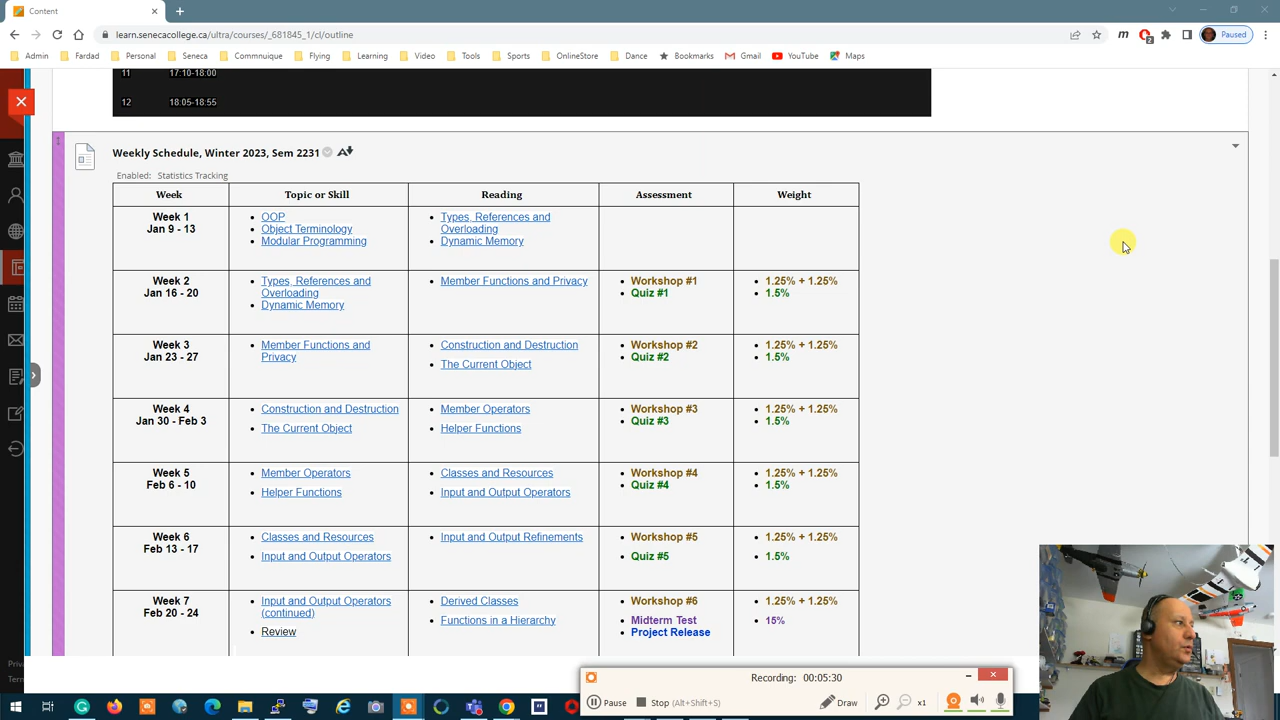 Content
learn.senecacollege.ca/ultra/courses/_681845_1/cl/outline
m
2
Paused
Admin Fardad Personal Seneca Commnuique Flying Learning Video Tools Sports OnlineStore Dance Bookmarks Gmail YouTube Maps
11 17:10-18:00
12 18:05-18:55
Weekly Schedule, Winter 2023, Sem 2231
Enabled: Statistics Tracking
Week Topic or Skill Reading Assessment Weight
Week 1
Jan 9 - 13
OOP
Object Terminology
Modular Programming
Types, References and
Overloading
Dynamic Memory
Week 2
Jan 16 - 20
Types, References and
Overloading
Dynamic Memory
Member Functions and Privacy
Workshop #1
Quiz #1
1.25% + 1.25%
1.5%
Week 3
Jan 23 - 27
Member Functions and
Privacy
Construction and Destruction
The Current Object
Workshop #2
Quiz #2
1.25% + 1.25%
1.5%
Week 4
Jan 30 - Feb 3
Construction and Destruction
The Current Object
Member Operators
Helper Functions
Workshop #3
Quiz #3
1.25% + 1.25%
1.5%
Week 5
Feb 6 - 10
Member Operators
Helper Functions
Classes and Resources
Input and Output Operators
Workshop #4
Quiz #4
1.25% + 1.25%
1.5%
Week 6
Feb 13 - 17
Classes and Resources
Input and Output Operators
Input and Output Refinements
Workshop #5
Quiz #5
1.25% + 1.25%
1.5%
Week 7
Feb 20 - 24
Input and Output Operators
(continued)
Review
Derived Classes
Functions in a Hierarchy
Workshop #6
Midterm Test
Project Release
1.25% + 1.25%
15%
Priv
Term
Recording: 00:05:30
Pause Stop (Alt+Shift+S) Draw x1